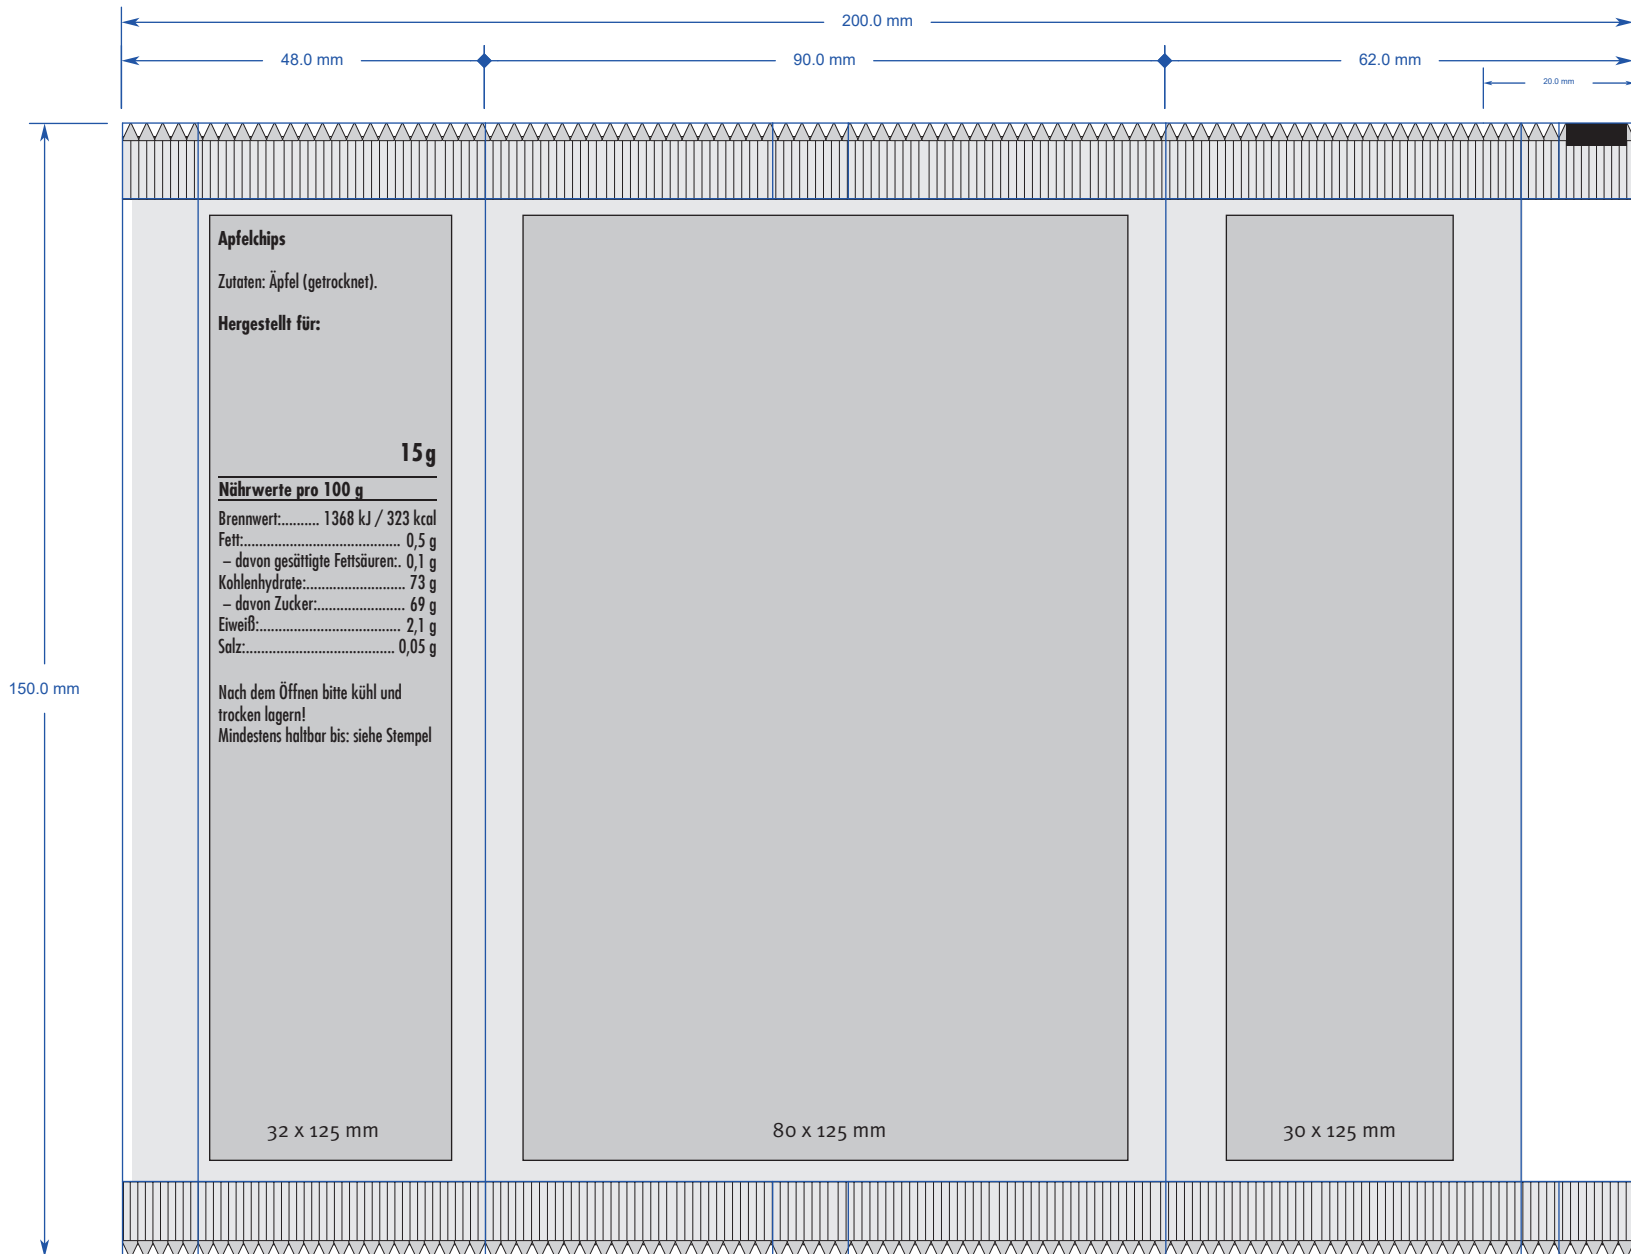 200.0 mm
48.0 mm
90.0 mm
62.0 mm
20.0 mm
Apfelchips
Zutaten: Äpfel (getrocknet).
Hergestellt für:
15 g
Nährwerte pro 100 g
Brennwert:.......... 1368 kJ / 323 kcal
Fett:......................................... 0,5 g
– davon gesättigte Fettsäuren:. 0,1 g
Kohlenhydrate:.......................... 73 g
– davon Zucker:....................... 69 g
Eiweiß:..................................... 2,1 g
Salz:....................................... 0,05 g
150.0 mm
Nach dem Öffnen bitte kühl und
trocken lagern!
Mindestens haltbar bis: siehe Stempel
32 x 125 mm
80 x 125 mm
30 x 125 mm